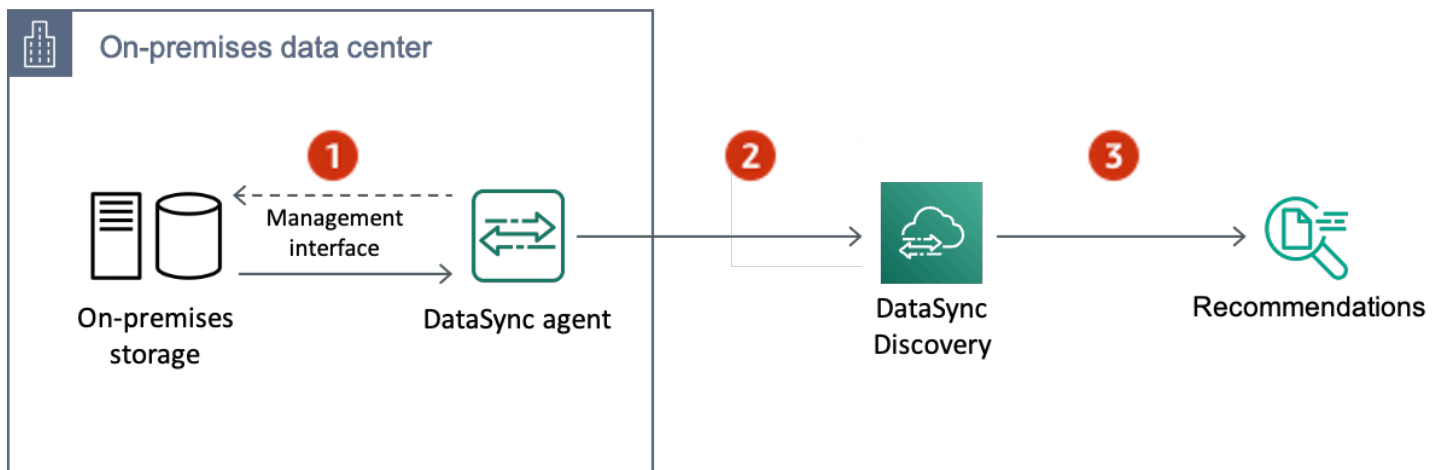 On-premises data center
1
2
3
Management
interface
On-premises
storage
DataSync agent
DataSync
Discovery
Recommendations